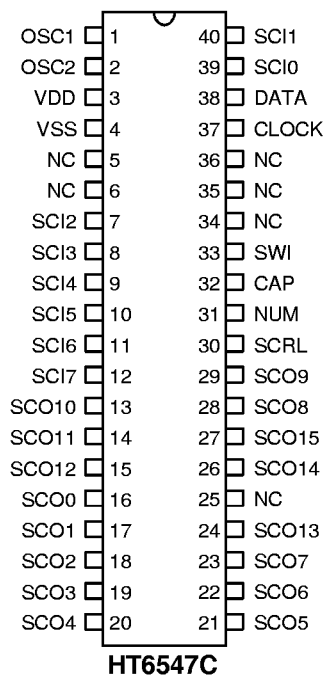 OSC1 1 40 SCI1
OSC2 2 39 SCI0
VDD 3 38 DATA
VSS 4 37 CLOCK
NC 5 36 NC
NC 6 35 NC
SCI2 7 34 NC
SCI3 8 33 SWI
SCI4 9 32 CAP
SCI5 10 31 NUM
SCI6 11 30 SCRL
SCI7 12 29 SCO9
SCO10 13 28 SCO8
SCO11 14 27 SCO15
SCO12 15 26 SCO14
SCO0 16 25 NC
SCO1 17 24 SCO13
SCO2 18 23 SCO7
SCO3 19 22 SCO6
SCO4 20 21 SCO5
HT6547C